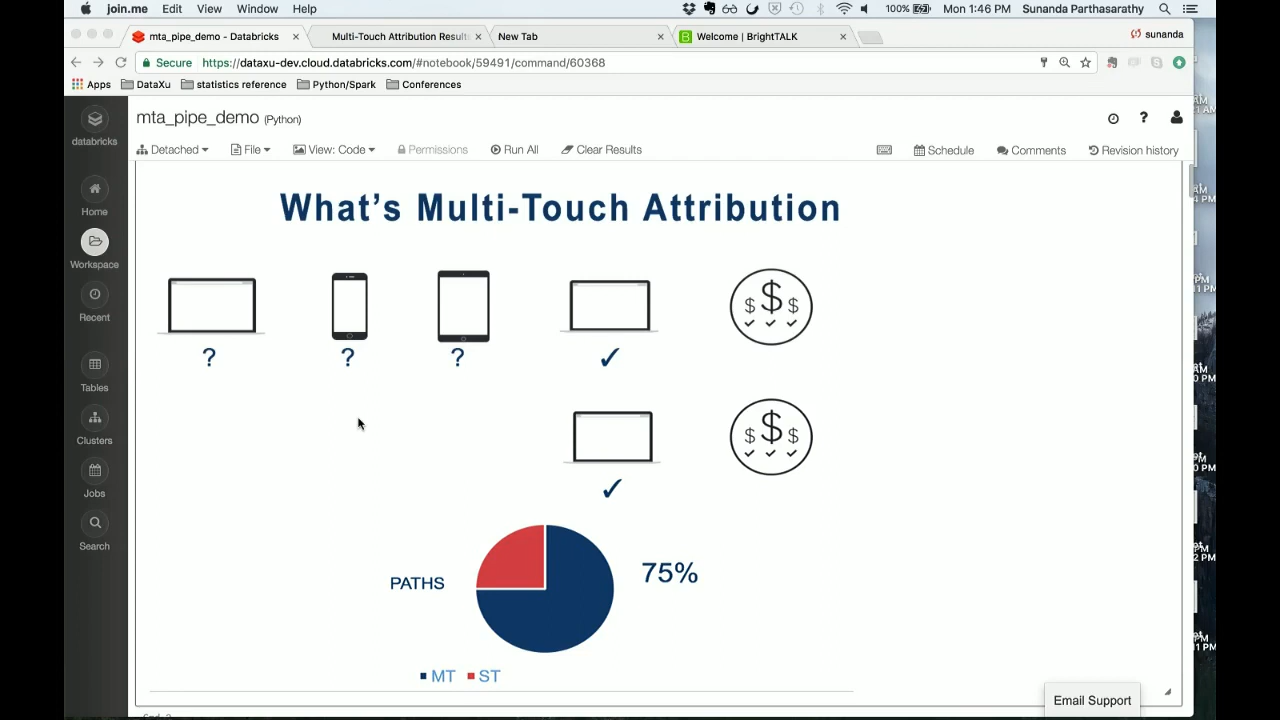 join.me Edit View Window Help 100% Mon 1:46 PM Sunanda Parthasarathy
mta_pipe_demo - Databricks × Multi-Touch Attribution Results × New Tab × Welcome | BrightTALK × sunanda
Secure https://dataxu-dev.cloud.databricks.com/#notebook/59491/command/60368
Apps DataXu statistics reference Python/Spark Conferences
databricks
Home
Workspace
Recent
Tables
Clusters
Jobs
Search
mta_pipe_demo (Python) ?
Detached File View: Code Permissions Run All Clear Results Schedule Comments Revision history
What's Multi-Touch Attribution
$ $ $
? ? ? ✓
$ $ $
✓
PATHS 75%
MT ST
Email Support